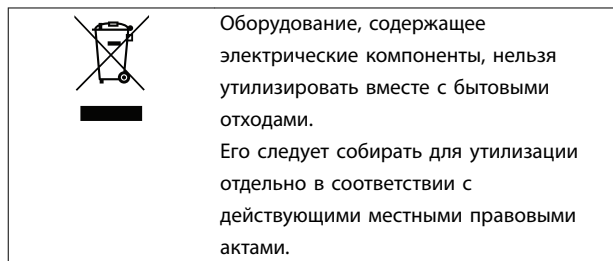 Оборудование, содержащее
электрические компоненты, нельзя
утилизировать вместе с бытовыми
отходами.
Его следует собирать для утилизации
отдельно в соответствии с
действующими местными правовыми
актами.